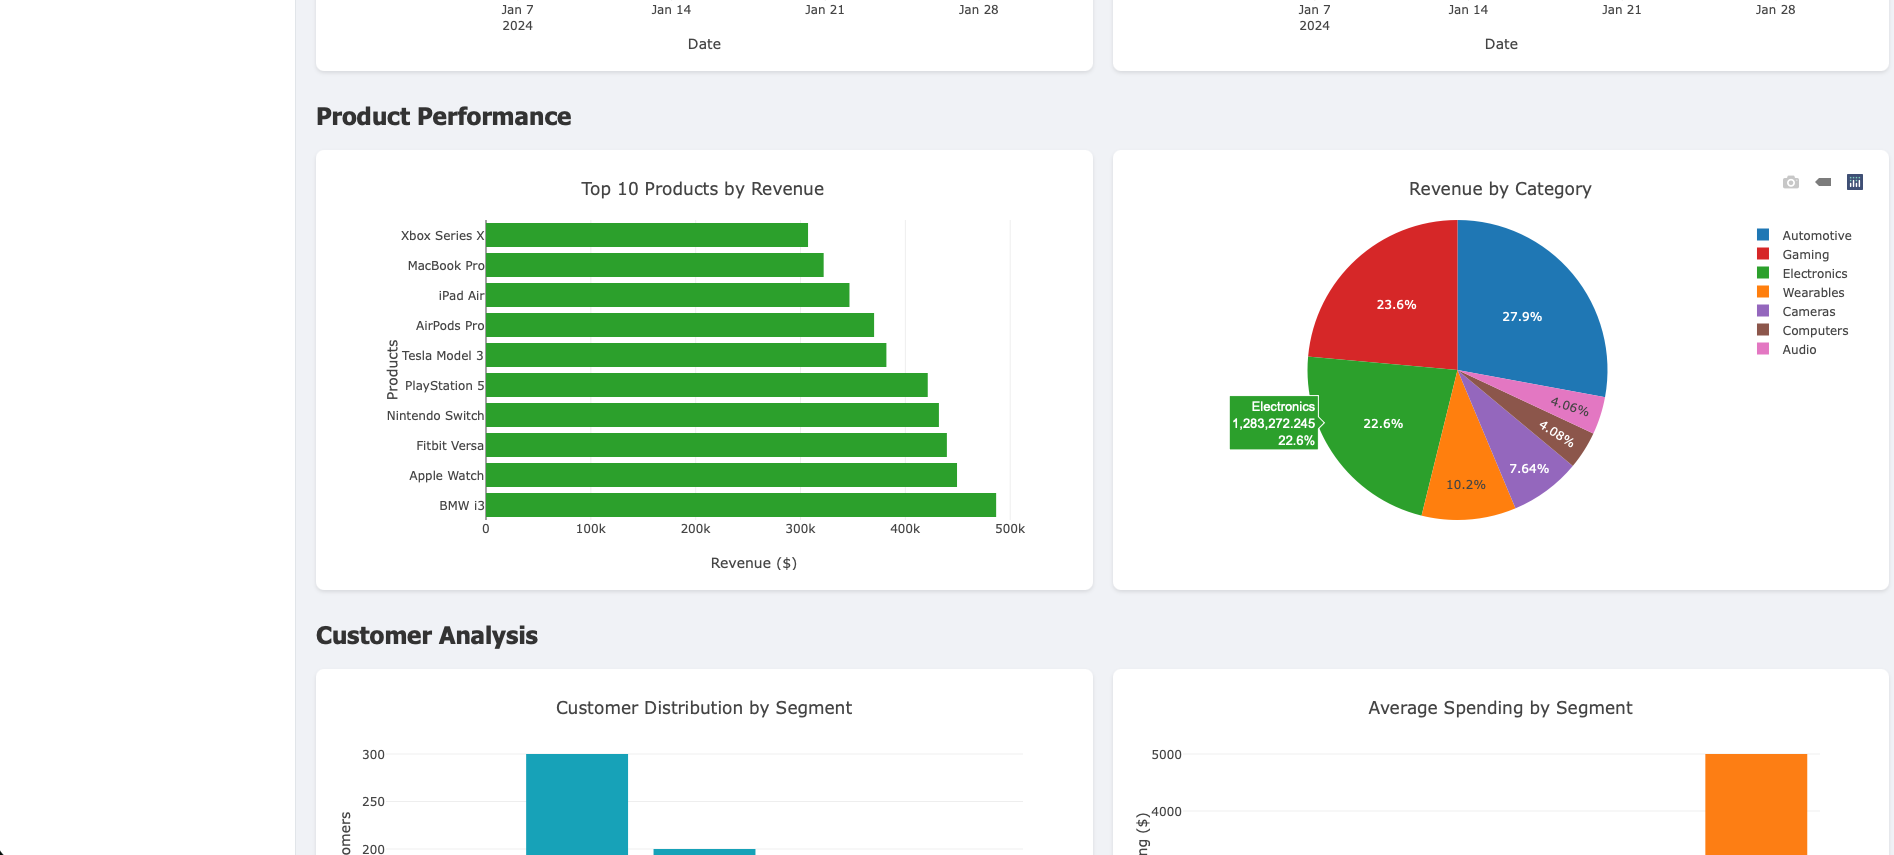 Jan 7
2024
Jan 14
Jan 21
Jan 28
Date
Jan 7
2024
Jan 14
Jan 21
Jan 28
Date
Product Performance
Top 10 Products by Revenue
Products
Xbox Series X
MacBook Pro
iPad Air
AirPods Pro
Tesla Model 3
PlayStation 5
Nintendo Switch
Fitbit Versa
Apple Watch
BMW i3
0
100k
200k
300k
400k
500k
Revenue ($)
Revenue by Category
23.6%
27.9%
Electronics
1,283,272.245
22.6%
22.6%
4.06%
4.08%
7.64%
10.2%
Automotive
Gaming
Electronics
Wearables
Cameras
Computers
Audio
Customer Analysis
Customer Distribution by Segment
300
250
200
Average Spending by Segment
5000
4000
($)